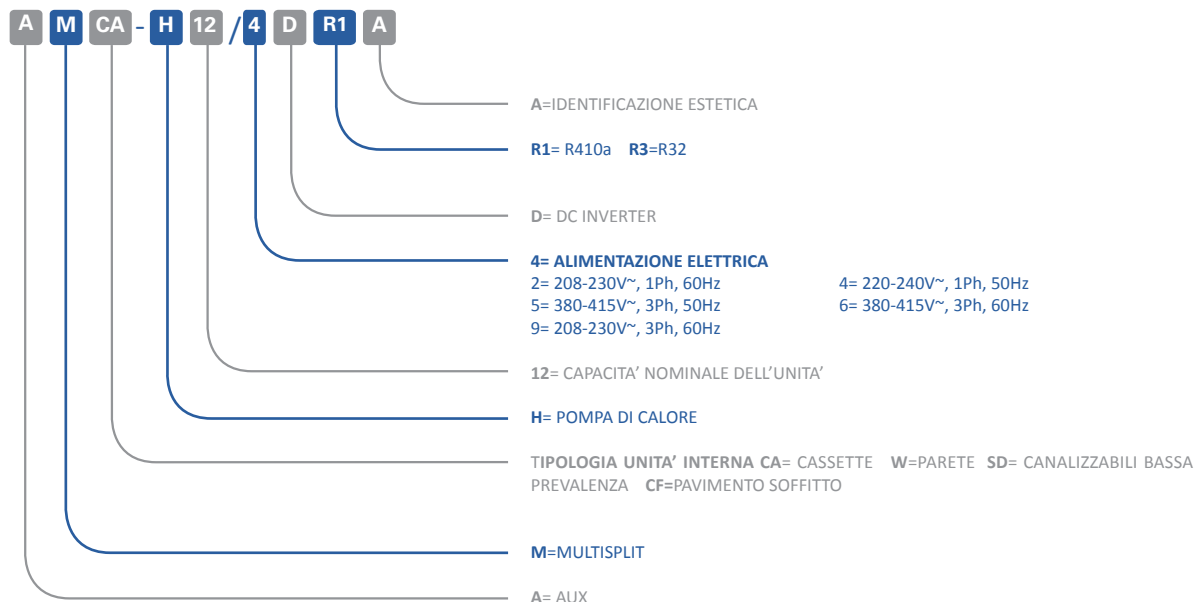 A M CA - H 12 / 4 D R1 A
A=IDENTIFICAZIONE ESTETICA
R1= R410a R3=R32
D= DC INVERTER
4= ALIMENTAZIONE ELETTRICA
2= 208-230V~, 1Ph, 60Hz 4= 220-240V~, 1Ph, 50Hz
5= 380-415V~, 3Ph, 50Hz 6= 380-415V~, 3Ph, 60Hz
9= 208-230V~, 3Ph, 60Hz
12= CAPACITA’ NOMINALE DELL’UNITA’
H= POMPA DI CALORE
TIPOLOGIA UNITA’ INTERNA CA= CASSETTE W=PARETE SD= CANALIZZABILI BASSA
PREVALENZA CF=PAVIMENTO SOFFITTO
M=MULTISPLIT
A= AUX